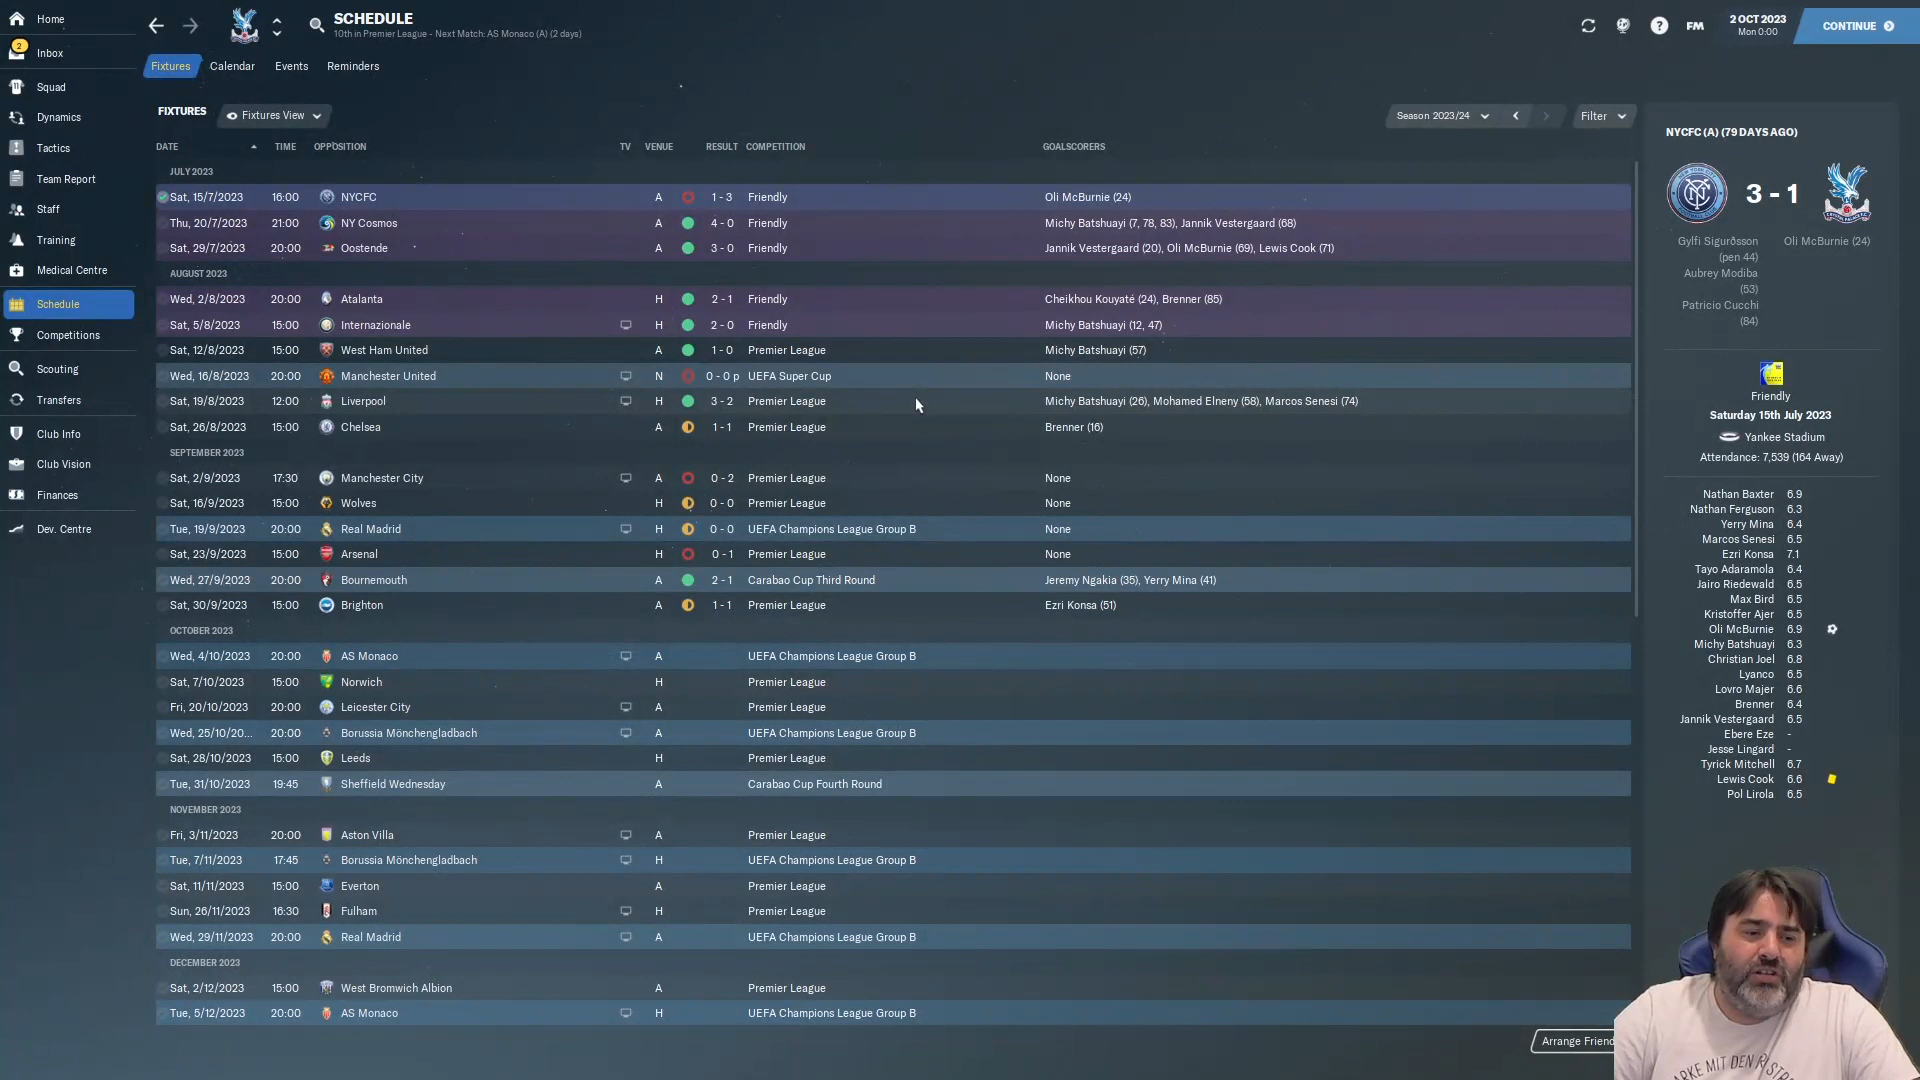 Home
2
Inbox
Squad
Dynamics
Tactics
Team Report
Staff
Training
Medical Centre
Schedule
Competitions
Scouting
Transfers
Club Info
Club Vision
Finances
Dev. Centre
SCHEDULE
10th in Premier League - Next Match: AS Monaco (A) (2 days)
? FM 2 OCT 2023 CONTINUE
Mon 0:00
Fixtures Calendar Events Reminders
FIXTURES Fixtures View Season 2023/24 Filter
DATE TIME OPPOSITION TV VENUE RESULT COMPETITION GOALSCORERS
JULY 2023
Sat, 15/7/2023 16:00 NYCFC A 1 - 3 Friendly Oli McBurnie (24)
Thu, 20/7/2023 21:00 NY Cosmos A 4 - 0 Friendly Michy Batshuayi (7, 78, 83), Jannik Vestergaard (68)
Sat, 29/7/2023 20:00 Oostende A 3 - 0 Friendly Jannik Vestergaard (20), Oli McBurnie (69), Lewis Cook (71)
AUGUST 2023
Wed, 2/8/2023 20:00 Atalanta H 2 - 1 Friendly Cheikhou Kouyaté (24), Brenner (85)
Sat, 5/8/2023 15:00 Internazionale H 2 - 0 Friendly Michy Batshuayi (12, 47)
Sat, 12/8/2023 15:00 West Ham United A 1 - 0 Premier League Michy Batshuayi (57)
Wed, 16/8/2023 20:00 Manchester United N 0 - 0 p UEFA Super Cup None
Sat, 19/8/2023 12:00 Liverpool H 3 - 2 Premier League Michy Batshuayi (26), Mohamed Elneny (58), Marcos Senesi (74)
Sat, 26/8/2023 15:00 Chelsea A 1 - 1 Premier League Brenner (16)
SEPTEMBER 2023
Sat, 2/9/2023 17:30 Manchester City A 0 - 2 Premier League None
Sat, 16/9/2023 15:00 Wolves H 0 - 0 Premier League None
Tue, 19/9/2023 20:00 Real Madrid H 0 - 0 UEFA Champions League Group B None
Sat, 23/9/2023 15:00 Arsenal H 0 - 1 Premier League None
Wed, 27/9/2023 20:00 Bournemouth A 2 - 1 Carabao Cup Third Round Jeremy Ngakia (35), Yerry Mina (41)
Sat, 30/9/2023 15:00 Brighton A 1 - 1 Premier League Ezri Konsa (51)
OCTOBER 2023
Wed, 4/10/2023 20:00 AS Monaco A UEFA Champions League Group B
Sat, 7/10/2023 15:00 Norwich H Premier League
Fri, 20/10/2023 20:00 Leicester City A Premier League
Wed, 25/10/20... 20:00 Borussia Mönchengladbach A UEFA Champions League Group B
Sat, 28/10/2023 15:00 Leeds H Premier League
Tue, 31/10/2023 19:45 Sheffield Wednesday A Carabao Cup Fourth Round
NOVEMBER 2023
Fri, 3/11/2023 20:00 Aston Villa A Premier League
Tue, 7/11/2023 17:45 Borussia Mönchengladbach H UEFA Champions League Group B
Sat, 11/11/2023 15:00 Everton A Premier League
Sun, 26/11/2023 16:30 Fulham H Premier League
Wed, 29/11/2023 20:00 Real Madrid A UEFA Champions League Group B
DECEMBER 2023
Sat, 2/12/2023 15:00 West Bromwich Albion A Premier League
Tue, 5/12/2023 20:00 AS Monaco H UEFA Champions League Group B
Arrange Friend
NYCFC (A) (79 DAYS AGO)
3 - 1
Gylfi Sigurðsson Oli McBurnie (24)
(pen 44)
Aubrey Modiba
(53)
Patricio Cucchi
(84)
Friendly
Saturday 15th July 2023
Yankee Stadium
Attendance: 7,539 (164 Away)
Nathan Baxter 6.9
Nathan Ferguson 6.3
Yerry Mina 6.4
Marcos Senesi 6.5
Ezri Konsa 7.1
Tayo Adaramola 6.4
Jairo Riedewald 6.5
Max Bird 6.5
Kristoffer Ajer 6.5
Oli McBurnie 6.9
Michy Batshuayi 6.3
Christian Joel 6.8
Lyanco 6.5
Lovro Majer 6.6
Brenner 6.4
Jannik Vestergaard 6.5
Ebere Eze -
Jesse Lingard -
Tyrick Mitchell 6.7
Lewis Cook 6.6
Pol Lirola 6.5
MIT DEN